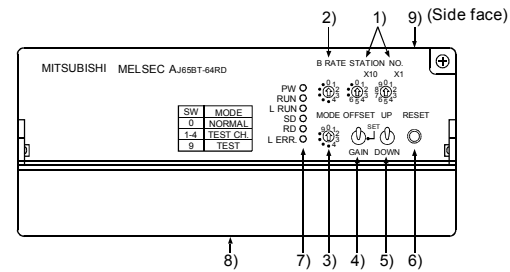 2) 1) 9) (Side face)
B RATE STATION NO.
X10 X1
MITSUBISHI MELSEC AJ65BT-64RD
PW
RUN
L RUN
SD
RD
L ERR.
SW MODE
0 NORMAL
1-4 TEST CH.
9 TEST
MODE OFFSET UP RESET
SET
GAIN DOWN
8) 7) 3) 4) 5) 6)